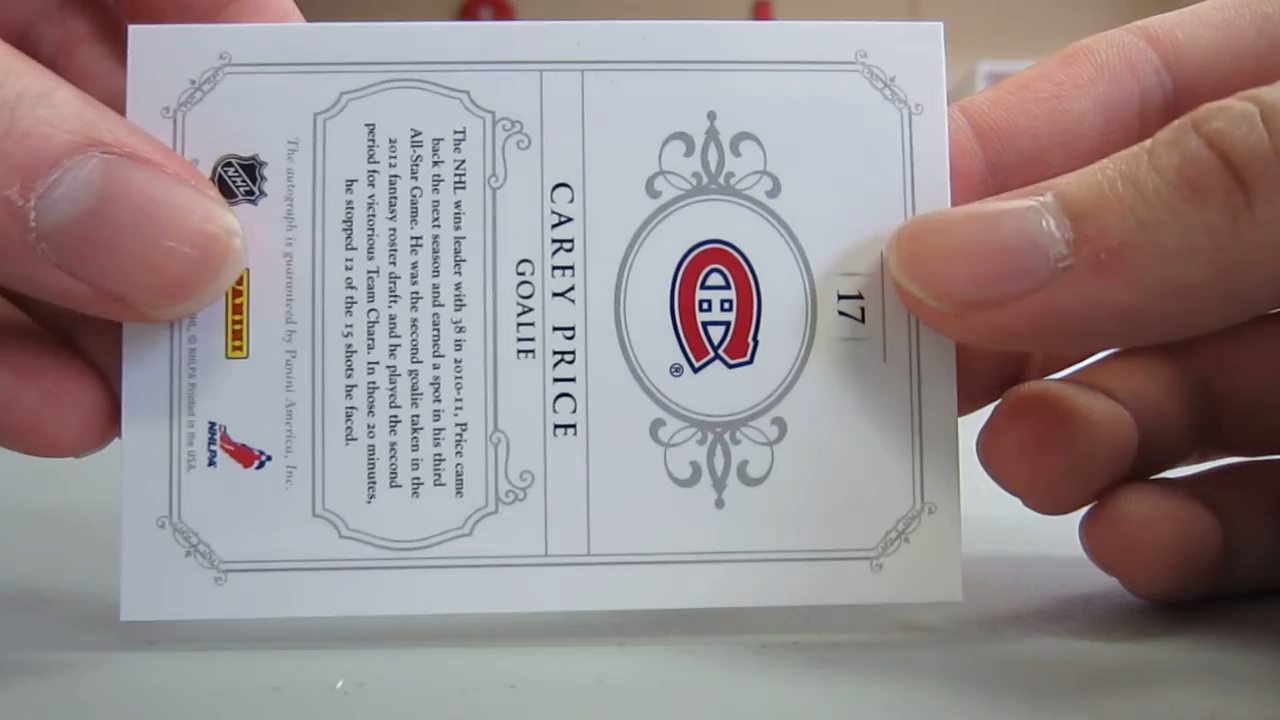 17
®
CAREY PRICE
GOALIE
The NHL wins leader with 38 in 2010-11, Price came
back the next season and earned a spot in his third
All-Star Game. He was the second goalie taken in the
2012 fantasy roster draft, and he played the second
period for victorious Team Chara. In those 20 minutes,
he stopped 12 of the 15 shots he faced.
The autograph is guaranteed by Panini America, Inc.
NHL
PANINI
NHLPA
© NHLPA Printed in the USA.